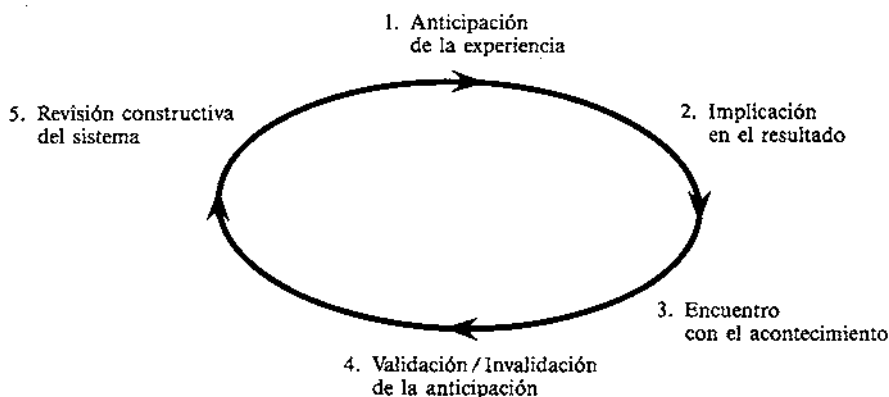 1. Anticipación
de la experiencia
5. Revisión constructiva
del sistema
2. Implicación
en el resultado
3. Encuentro
con el acontecimiento
4. Validación / Invalidación
de la anticipación